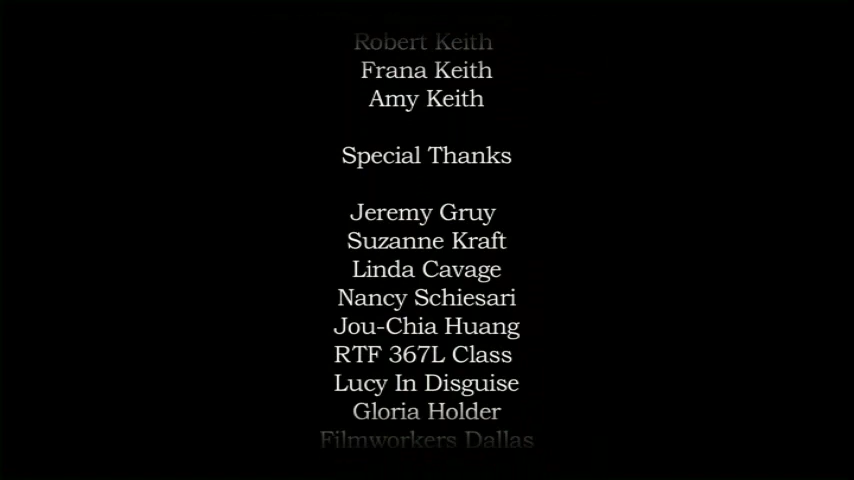 Robert Keith
Frana Keith
Amy Keith
Special Thanks
Jeremy Gruy
Suzanne Kraft
Linda Cavage
Nancy Schiesari
Jou-Chia Huang
RTF 367L Class
Lucy In Disguise
Gloria Holder
Filmworkers Dallas